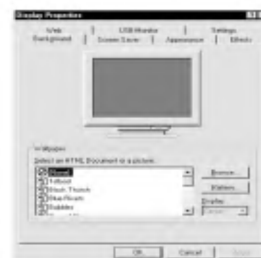 Display Properties
Web USB Monitor Settings
Background Screen Saver Appearance Effects
Wallpaper
Select an HTML Document or a picture:
[None]
1stboot
Black Thatch
Blue Rivets
Bubbles
Browse...
Pattern...
Display:
OK Cancel Apply